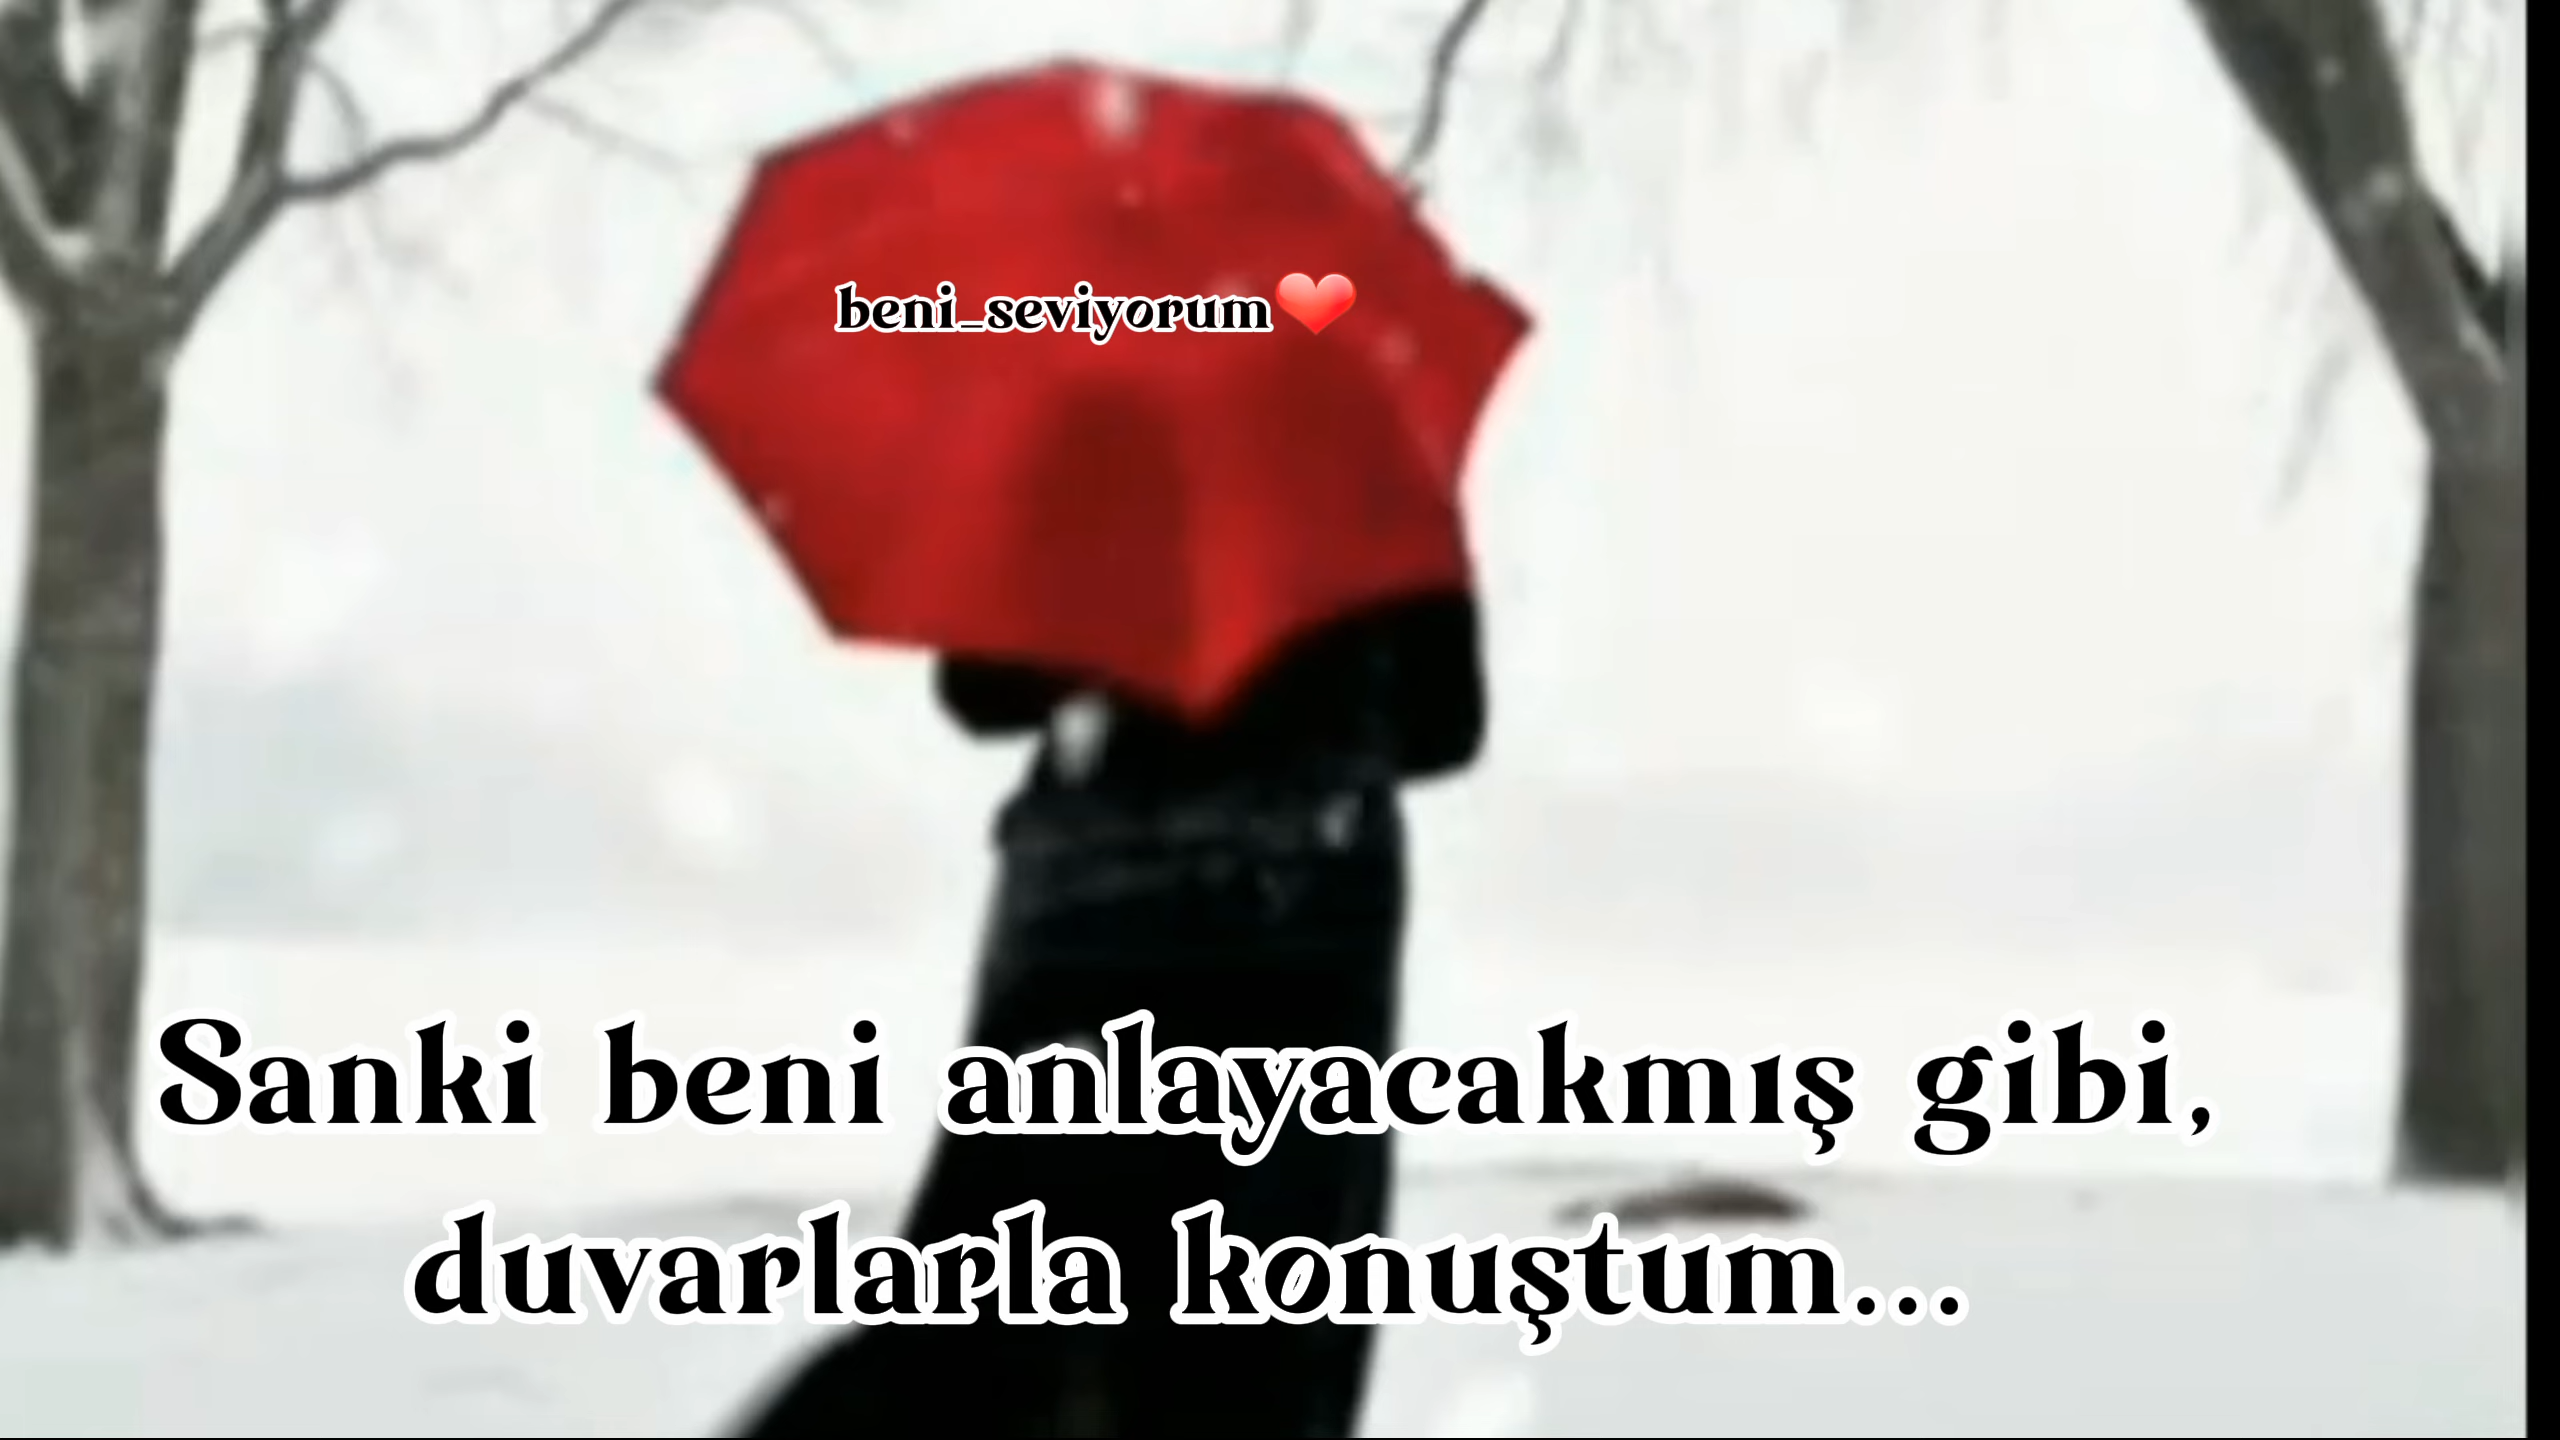 beni_seviyorum❤️
Sanki beni anlayacakmış gibi,
duvarlarla konuştum...